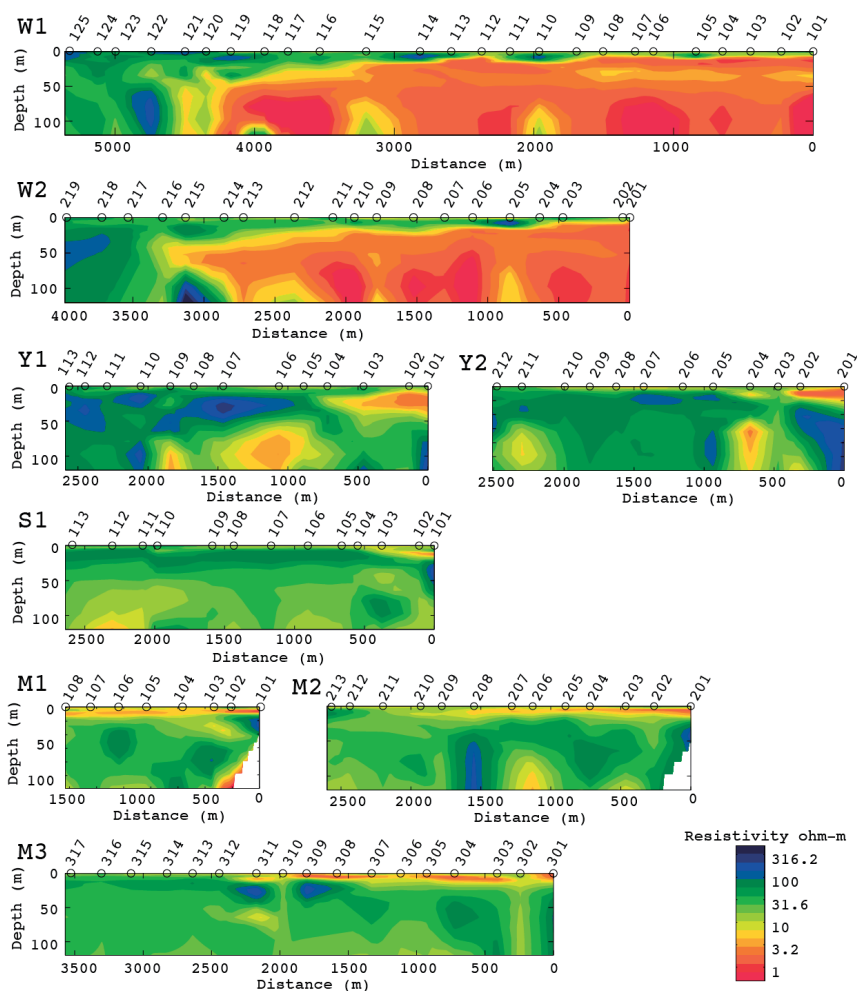 W1
125 124 123 122 121 120 119 118 117 116 115 114 113 112 111 110 109 108 107 106 105 104 103 102 101
Depth (m)
0
50
100
5000 4000 3000 2000 1000 0
Distance (m)
W2
219 218 217 216 215 214 213 212 211 210 209 208 207 206 205 204 203 202 201
Depth (m)
0
50
100
4000 3500 3000 2500 2000 1500 1000 500 0
Distance (m)
Y1
113 112 111 110 109 108 107 106 105 104 103 102 101
Depth (m)
0
50
100
2500 2000 1500 1000 500 0
Distance (m)
Y2
212 211 210 209 208 207 206 205 204 203 202 201
0
50
100
2500 2000 1500 1000 500 0
Distance (m)
S1
113 112 111 110 109 108 107 106 105 104 103 102 101
Depth (m)
0
50
100
2500 2000 1500 1000 500 0
Distance (m)
M1
108 107 106 105 104 103 102 101
Depth (m)
0
50
100
1500 1000 500 0
Distance (m)
M2
213 212 211 210 209 208 207 206 205 204 203 202 201
0
50
100
2500 2000 1500 1000 500 0
Distance (m)
M3
317 316 315 314 313 312 311 310 309 308 307 306 305 304 303 302 301
Depth (m)
0
50
100
3500 3000 2500 2000 1500 1000 500 0
Distance (m)
Resistivity ohm-m
316.2
100
31.6
10
3.2
1